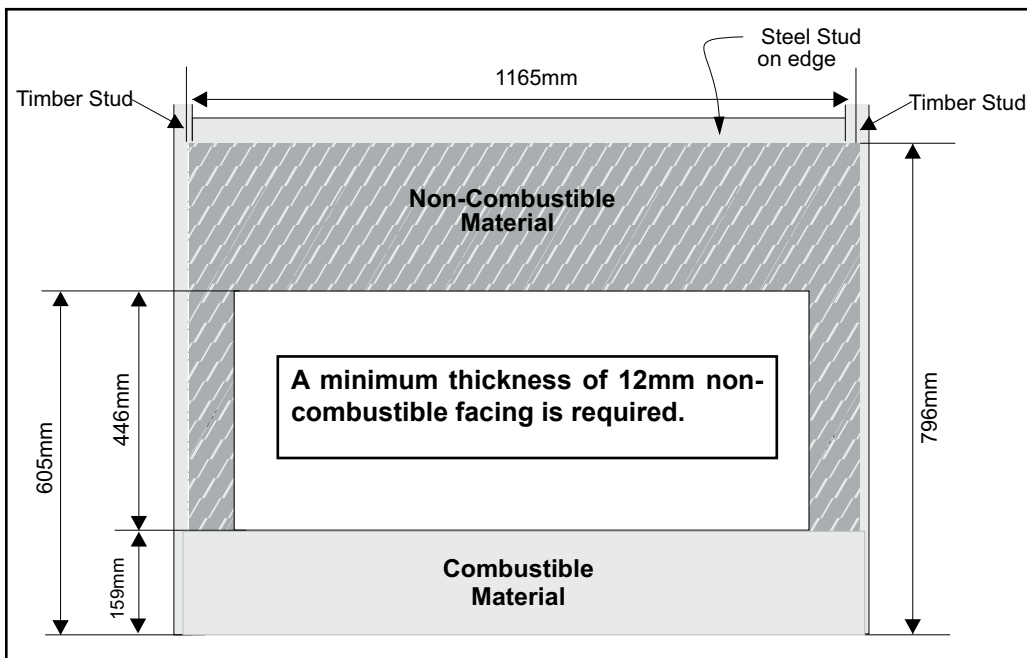 Steel Stud
on edge
1165mm
Timber Stud
Timber Stud
Non-Combustible
Material
A minimum thickness of 12mm non-
combustible facing is required.
446mm
605mm
796mm
159mm
Combustible
Material